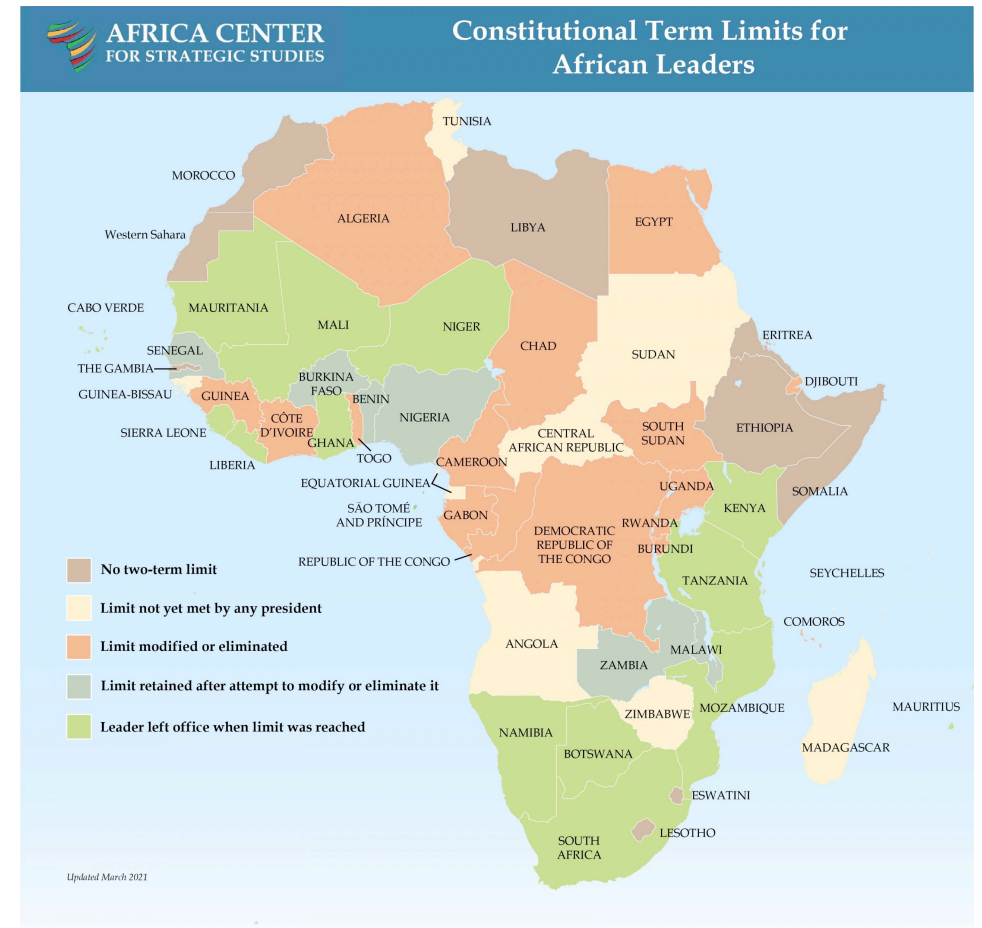 AFRICA CENTER
FOR STRATEGIC STUDIES
Constitutional Term Limits for
African Leaders
TUNISIA
MOROCCO
ALGERIA
LIBYA
EGYPT
Western Sahara
CABO VERDE
MAURITANIA
MALI
NIGER
CHAD
SUDAN
ERITREA
SENEGAL
THE GAMBIA
GUINEA-BISSAU
GUINEA
BURKINA
FASO
BENIN
NIGERIA
DJIBOUTI
CÔTE
D'IVOIRE
GHANA
SIERRA LEONE
LIBERIA
TOGO
CENTRAL
AFRICAN REPUBLIC
SOUTH
SUDAN
ETHIOPIA
CAMEROON
EQUATORIAL GUINEA
UGANDA
SOMALIA
KENYA
SÃO TOMÉ
AND PRÍNCIPE
GABON
DEMOCRATIC
REPUBLIC OF
THE CONGO
RWANDA
BURUNDI
REPUBLIC OF THE CONGO
TANZANIA
SEYCHELLES
COMOROS
ANGOLA
ZAMBIA
MALAWI
MOZAMBIQUE
ZIMBABWE
MAURITIUS
MADAGASCAR
NAMIBIA
BOTSWANA
ESWATINI
LESOTHO
SOUTH
AFRICA
No two-term limit
Limit not yet met by any president
Limit modified or eliminated
Limit retained after attempt to modify or eliminate it
Leader left office when limit was reached
Updated March 2021